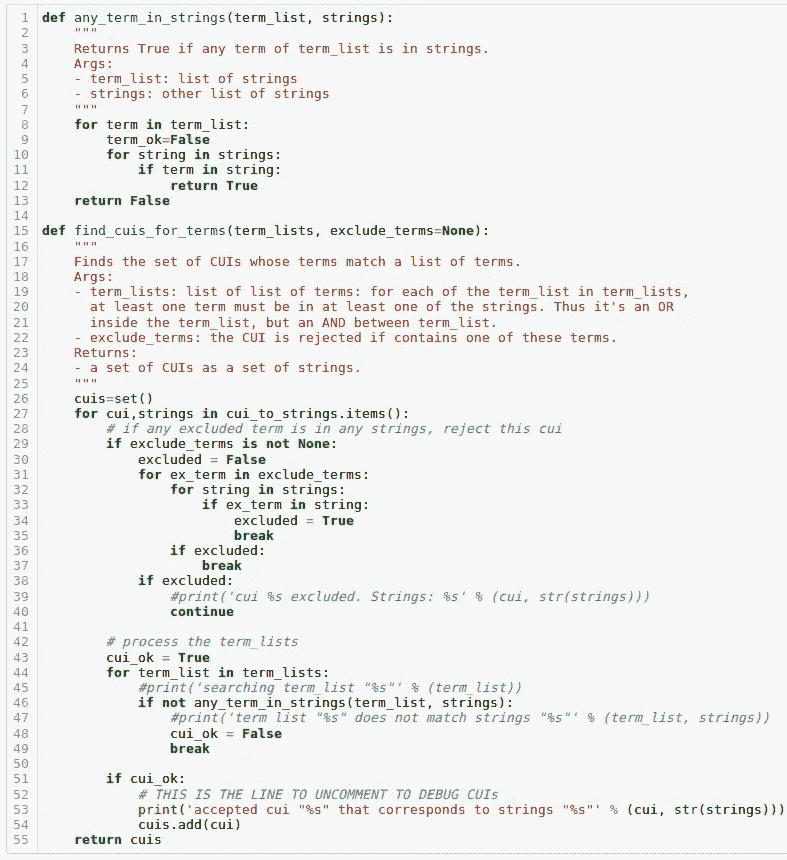 1 def any_term_in_strings(term_list, strings):
2     """
3     Returns True if any term of term_list is in strings.
4     Args:
5     - term_list: list of strings
6     - strings: other list of strings
7     """
8     for term in term_list:
9         term_ok=False
10         for string in strings:
11             if term in string:
12                 return True
13     return False
14
15 def find_cuis_for_terms(term_lists, exclude_terms=None):
16     """
17     Finds the set of CUIs whose terms match a list of terms.
18     Args:
19     - term_lists: list of list of terms: for each of the term_list in term_lists,
20       at least one term must be in at least one of the strings. Thus it's an OR
21       inside the term_list, but an AND between term_list.
22     - exclude_terms: the CUI is rejected if contains one of these terms.
23     Returns:
24     - a set of CUIs as a set of strings.
25     """
26     cuis=set()
27     for cui,strings in cui_to_strings.items():
28         # if any excluded term is in any strings, reject this cui
29         if exclude_terms is not None:
30             excluded = False
31             for ex_term in exclude_terms:
32                 for string in strings:
33                     if ex_term in string:
34                         excluded = True
35                         break
36                 if excluded:
37                     break
38             if excluded:
39                 #print('cui %s excluded. Strings: %s' % (cui, str(strings)))
40                 continue
41
42         # process the term_lists
43         cui_ok = True
44         for term_list in term_lists:
45             #print('searching term_list "%s"' % (term_list))
46             if not any_term_in_strings(term_list, strings):
47                 #print('term list "%s" does not match strings "%s"' % (term_list, strings))
48                 cui_ok = False
49                 break
50
51         if cui_ok:
52             # THIS IS THE LINE TO UNCOMMENT TO DEBUG CUIs
53             print('accepted cui "%s" that corresponds to strings "%s"' % (cui, str(strings)))
54             cuis.add(cui)
55     return cuis